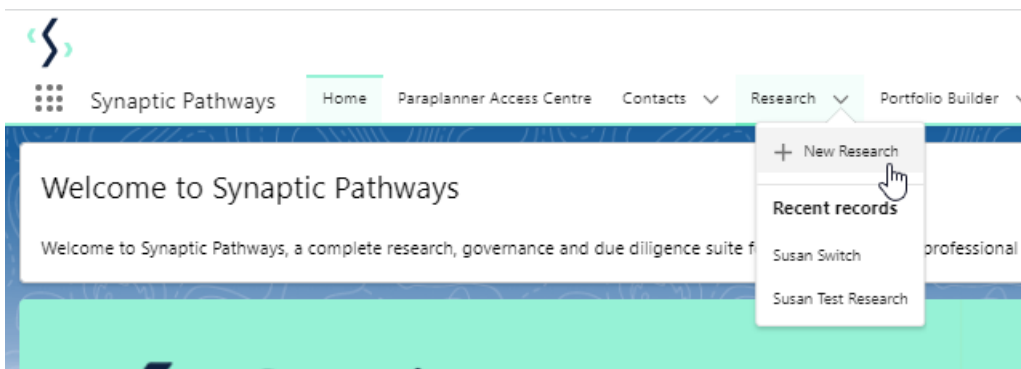 Synaptic Pathways Home Paraplanner Access Centre Contacts Research Portfolio Builder
New Research
Recent records
Susan Switch
Susan Test Research
Welcome to Synaptic Pathways
Welcome to Synaptic Pathways, a complete research, governance and due diligence suite professional